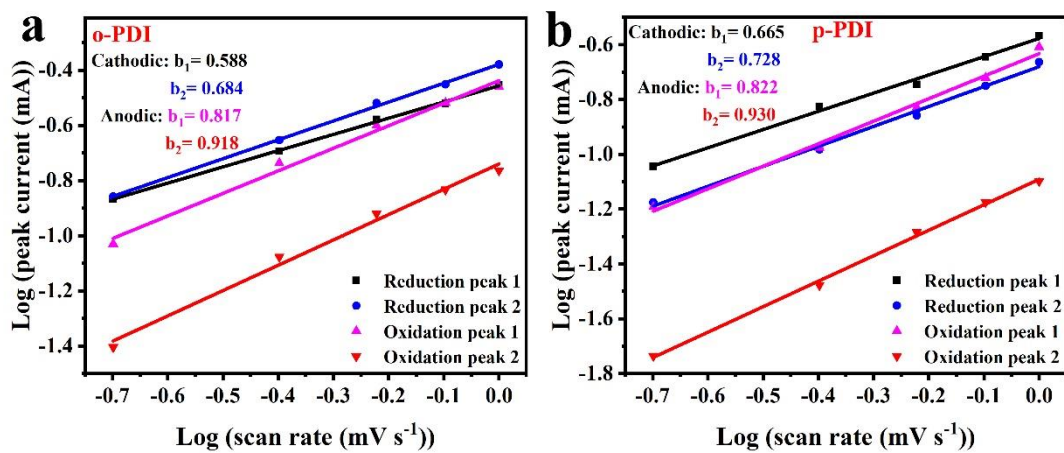 a
o-PDI
Cathodic: b₁= 0.588
b₂= 0.684
Anodic: b₁= 0.817
b₂= 0.918
-0.4
-0.6
-0.8
-1.0
-1.2
-1.4
Log (peak current (mA))
Reduction peak 1
Reduction peak 2
Oxidation peak 1
Oxidation peak 2
-0.7 -0.6 -0.5 -0.4 -0.3 -0.2 -0.1 0.0
Log (scan rate (mV s⁻¹))
b
p-PDI
Cathodic: b₁= 0.665
b₂= 0.728
Anodic: b₁= 0.822
b₂= 0.930
-0.6
-0.8
-1.0
-1.2
-1.4
-1.6
-1.8
Log (peak current (mA))
Reduction peak 1
Reduction peak 2
Oxidation peak 1
Oxidation peak 2
-0.7 -0.6 -0.5 -0.4 -0.3 -0.2 -0.1 0.0
Log (scan rate (mV s⁻¹))